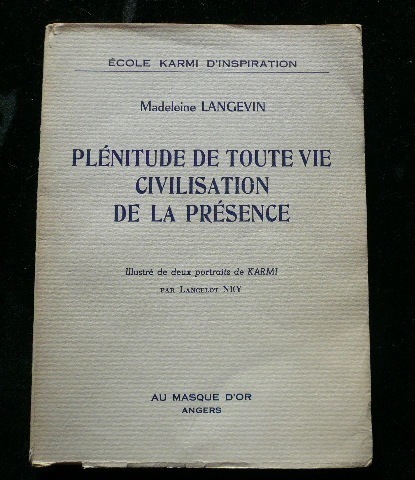 ÉCOLE KARMI D'INSPIRATION
Madeleine LANGEVIN
PLÉNITUDE DE TOUTE VIE
CIVILISATION
DE LA PRÉSENCE
Illustré de deux portraits de KARMI
PAR LANCELOT NEY
AU MASQUE D'OR
ANGERS